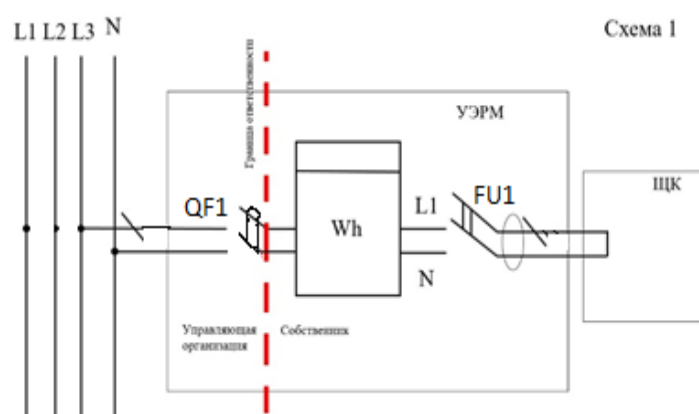 L1 L2 L3 N
Схема 1
Граница ответственности
УЭРМ
ЩК
QF1
Wh
L1
FU1
N
Управляющая
организация
Собственник